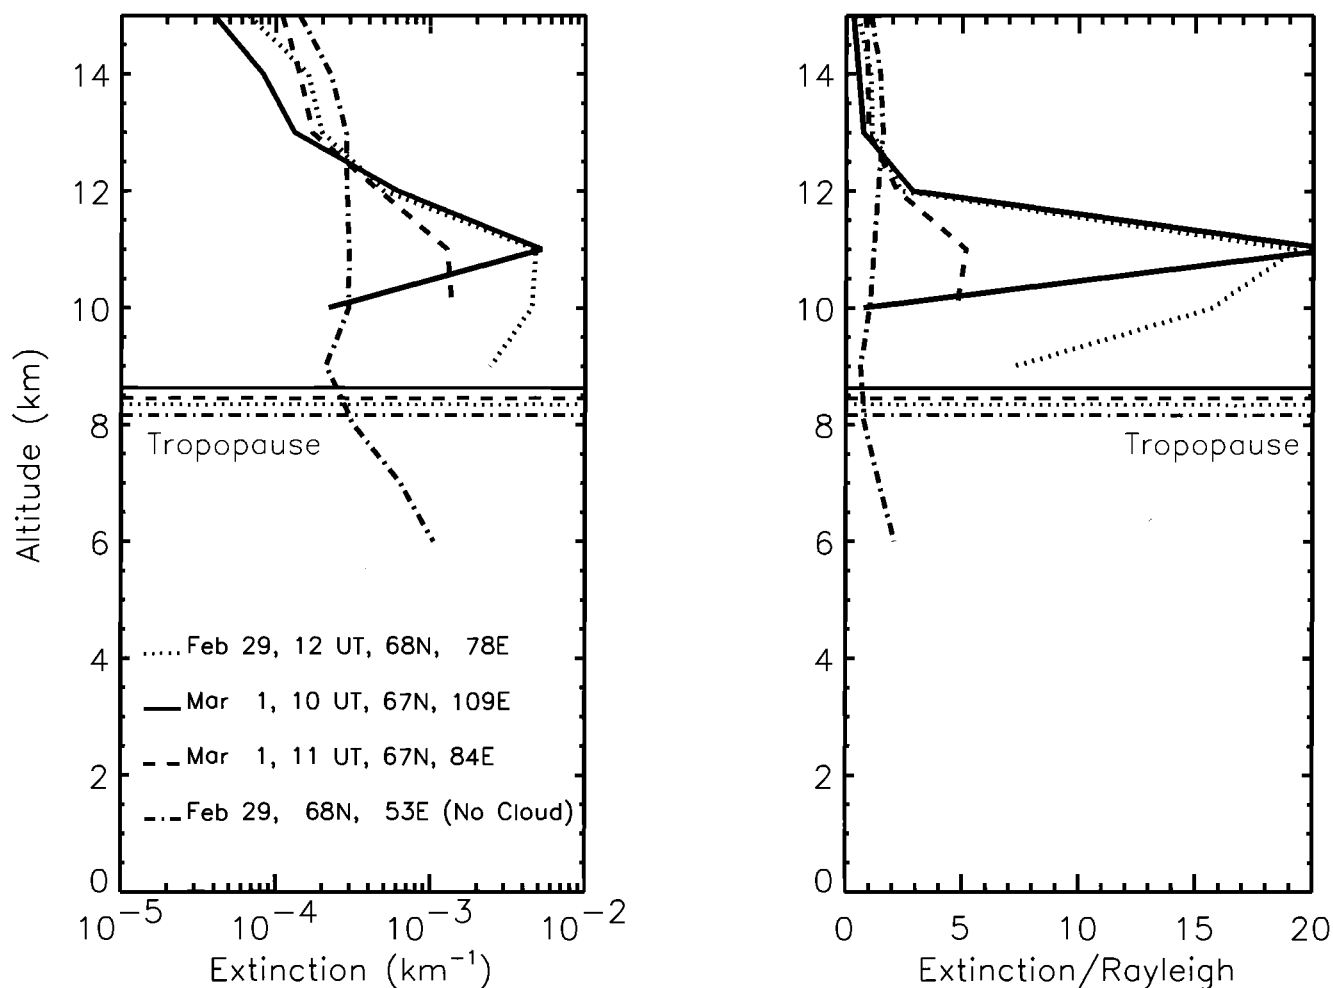 14
12
10
8
6
4
2
0
Altitude (km)
Tropopause
Feb 29, 12 UT, 68N, 78E
Mar 1, 10 UT, 67N, 109E
Mar 1, 11 UT, 67N, 84E
Feb 29, 68N, 53E (No Cloud)
10⁻⁵ 10⁻⁴ 10⁻³ 10⁻²
Extinction (km⁻¹)
14
12
10
8
6
4
2
0
Tropopause
0 5 10 15 20
Extinction/Rayleigh